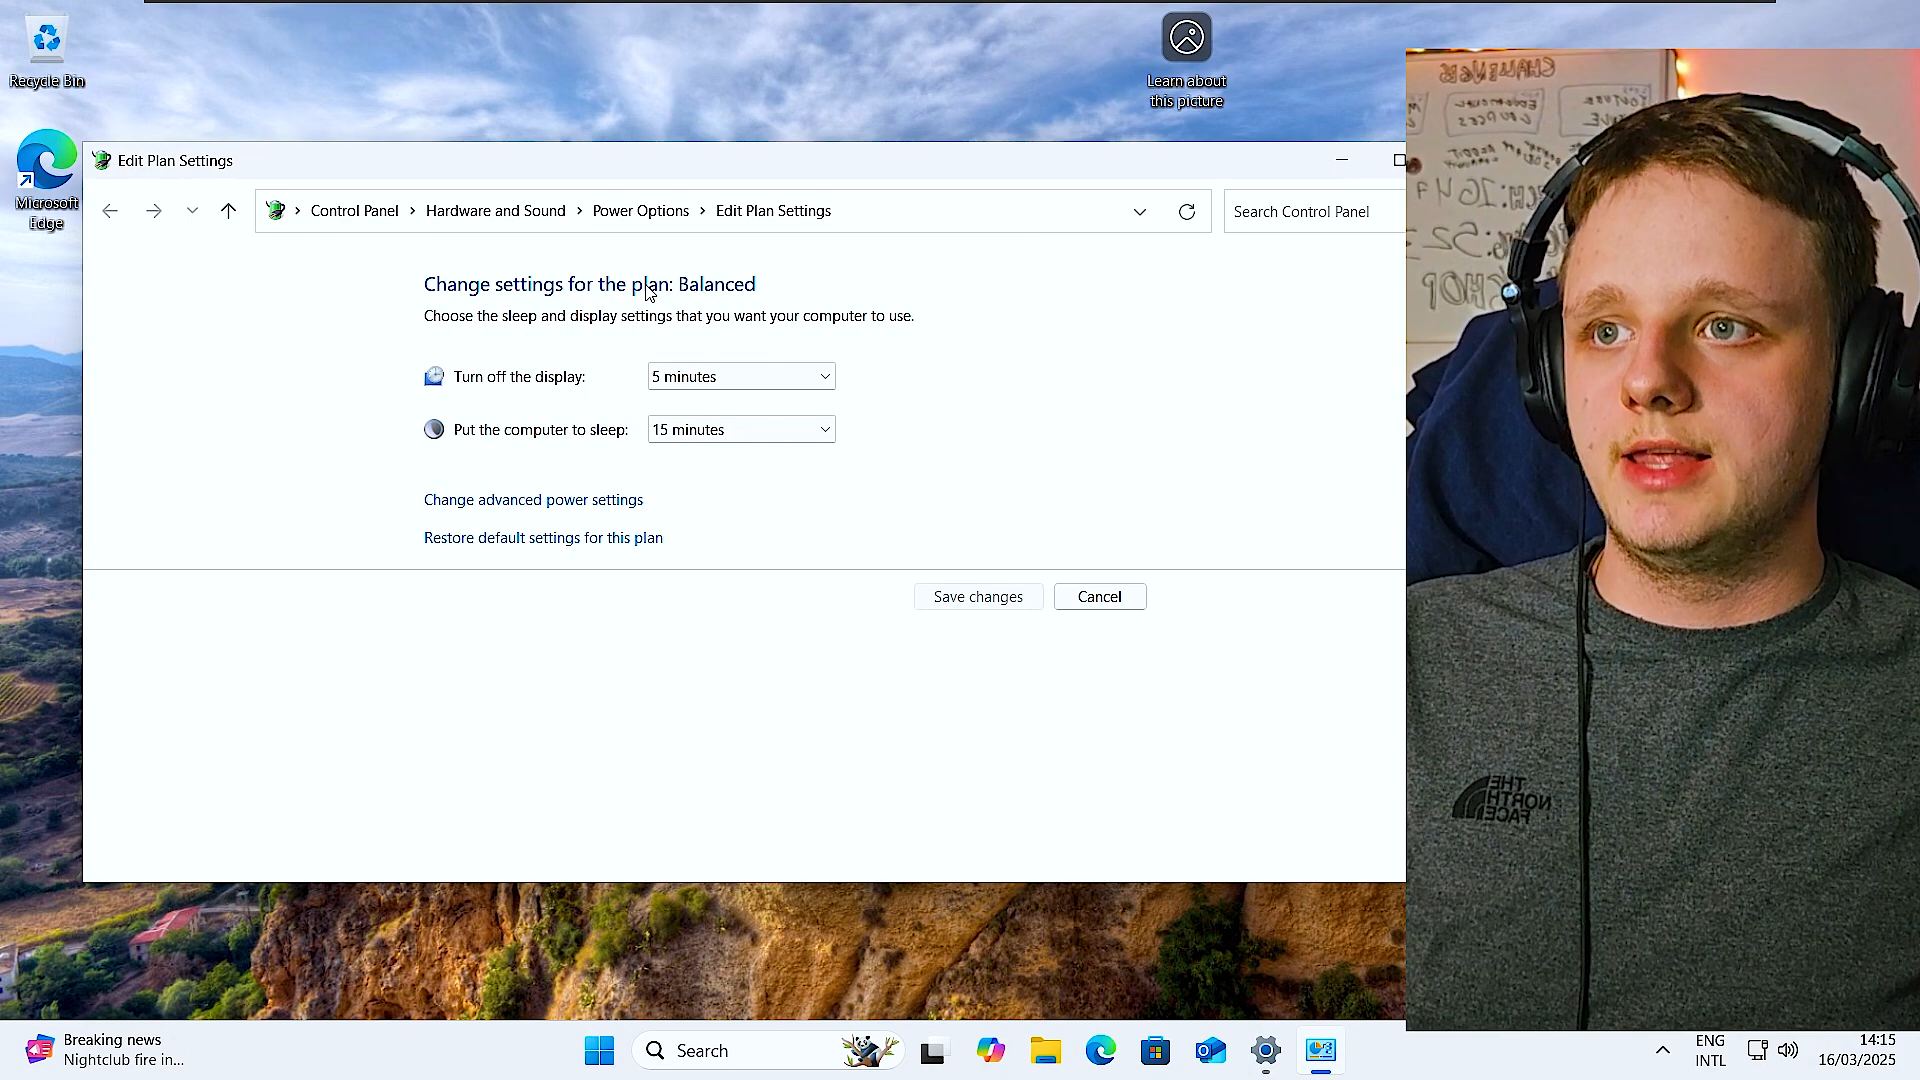 Recycle Bin
Learn about
this picture
Microsoft
Edge
Edit Plan Settings
Control Panel
Hardware and Sound
Power Options
Edit Plan Settings
Search Control Panel
Change settings for the plan: Balanced
Choose the sleep and display settings that you want your computer to use.
Turn off the display:
5 minutes
Put the computer to sleep:
15 minutes
Change advanced power settings
Restore default settings for this plan
Save changes
Cancel
CHALLENGES
THE
NORTH
FACE
Breaking news
Nightclub fire in...
Search
ENG
INTL
14:15
16/03/2025